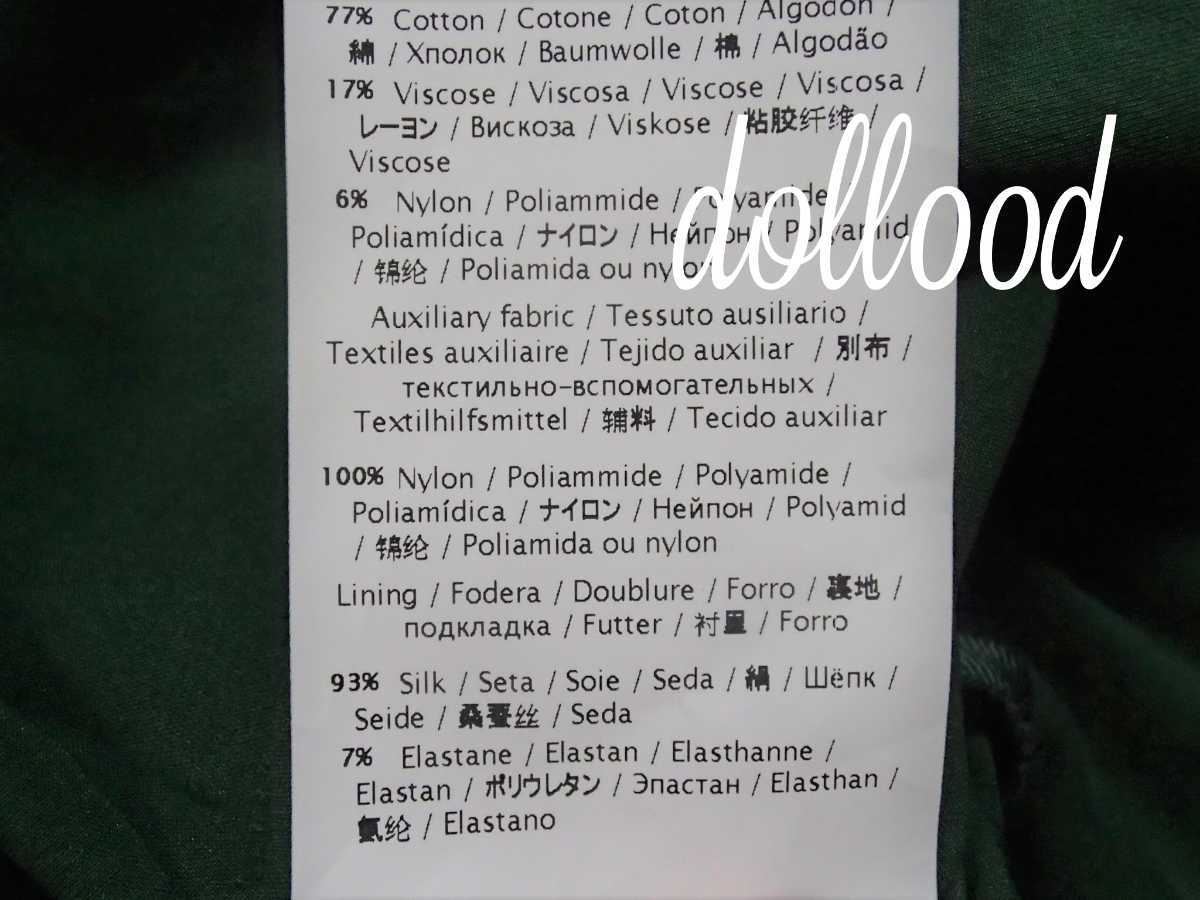 77% Cotton / Cotone / Coton / Algodón /
綿 / Хполок / Baumwolle / 棉 / Algodão
17% Viscose / Viscosa / Viscose / Viscosa /
レーヨン / Вискоза / Viskose / 粘胶纤维 /
Viscose
6% Nylon / Poliammide / Polyamide /
Poliamídica / ナイロン / Нейпон / Polyamid
/ 锦纶 / Poliamida ou nylon
dollood
Auxiliary fabric / Tessuto ausiliario /
Textiles auxiliaire / Tejido auxiliar / 別布 /
текстильно-вспомогательных /
Textilhilfsmittel / 辅料 / Tecido auxiliar
100% Nylon / Poliammide / Polyamide /
Poliamídica / ナイロン / Нейпон / Polyamid
/ 锦纶 / Poliamida ou nylon
Lining / Fodera / Doublure / Forro / 裏地 /
подкладка / Futter / 衬里 / Forro
93% Silk / Seta / Soie / Seda / 絹 / Шёпк /
Seide / 桑蚕丝 / Seda
7% Elastane / Elastan / Elasthanne /
Elastan / ポリウレタン / Эпастан / Elasthan /
氨纶 / Elastano